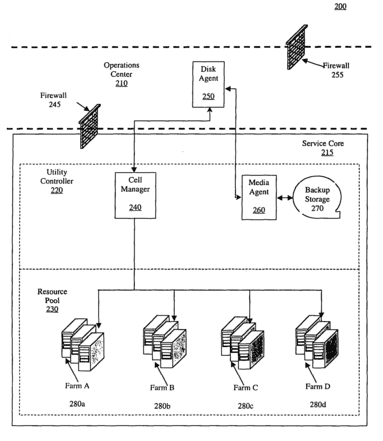 200
Firewall
255
Operations
Center
210
Disk
Agent
250
Firewall
245
Service Core
215
Utility
Controller
220
Cell
Manager
240
Media
Agent
260
Backup
Storage
270
Resource
Pool
230
Farm A
Farm B
Farm C
Farm D
280a
280b
280c
280d